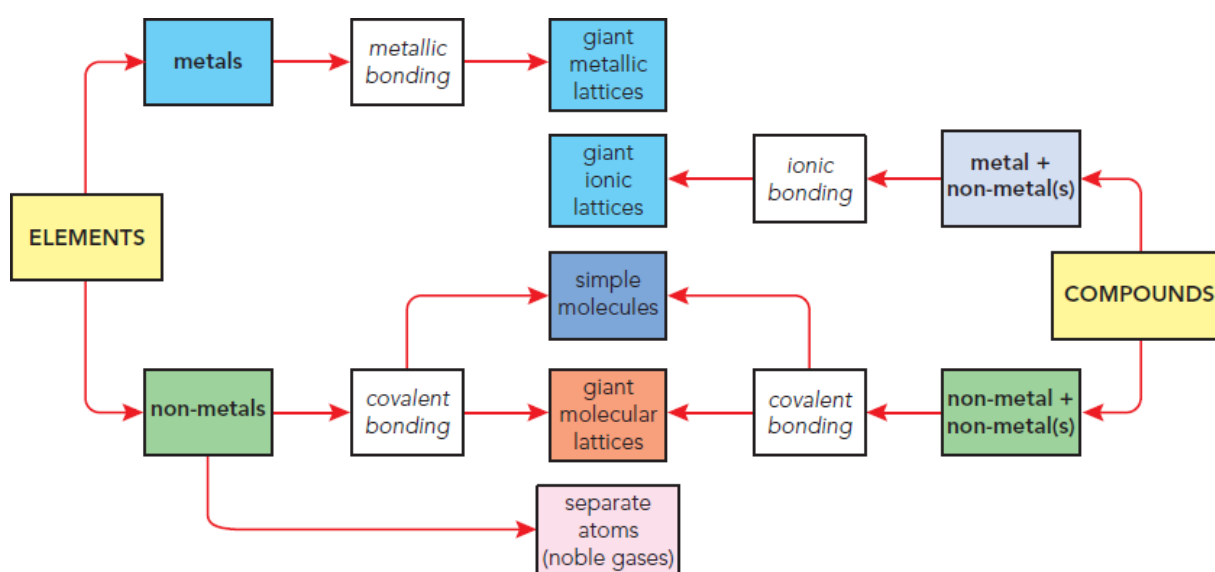 metals
metallic
bonding
giant
metallic
lattices
giant
ionic
lattices
ionic
bonding
metal +
non-metal(s)
ELEMENTS
simple
molecules
COMPOUNDS
non-metals
covalent
bonding
giant
molecular
lattices
covalent
bonding
non-metal +
non-metal(s)
separate
atoms
(noble gases)